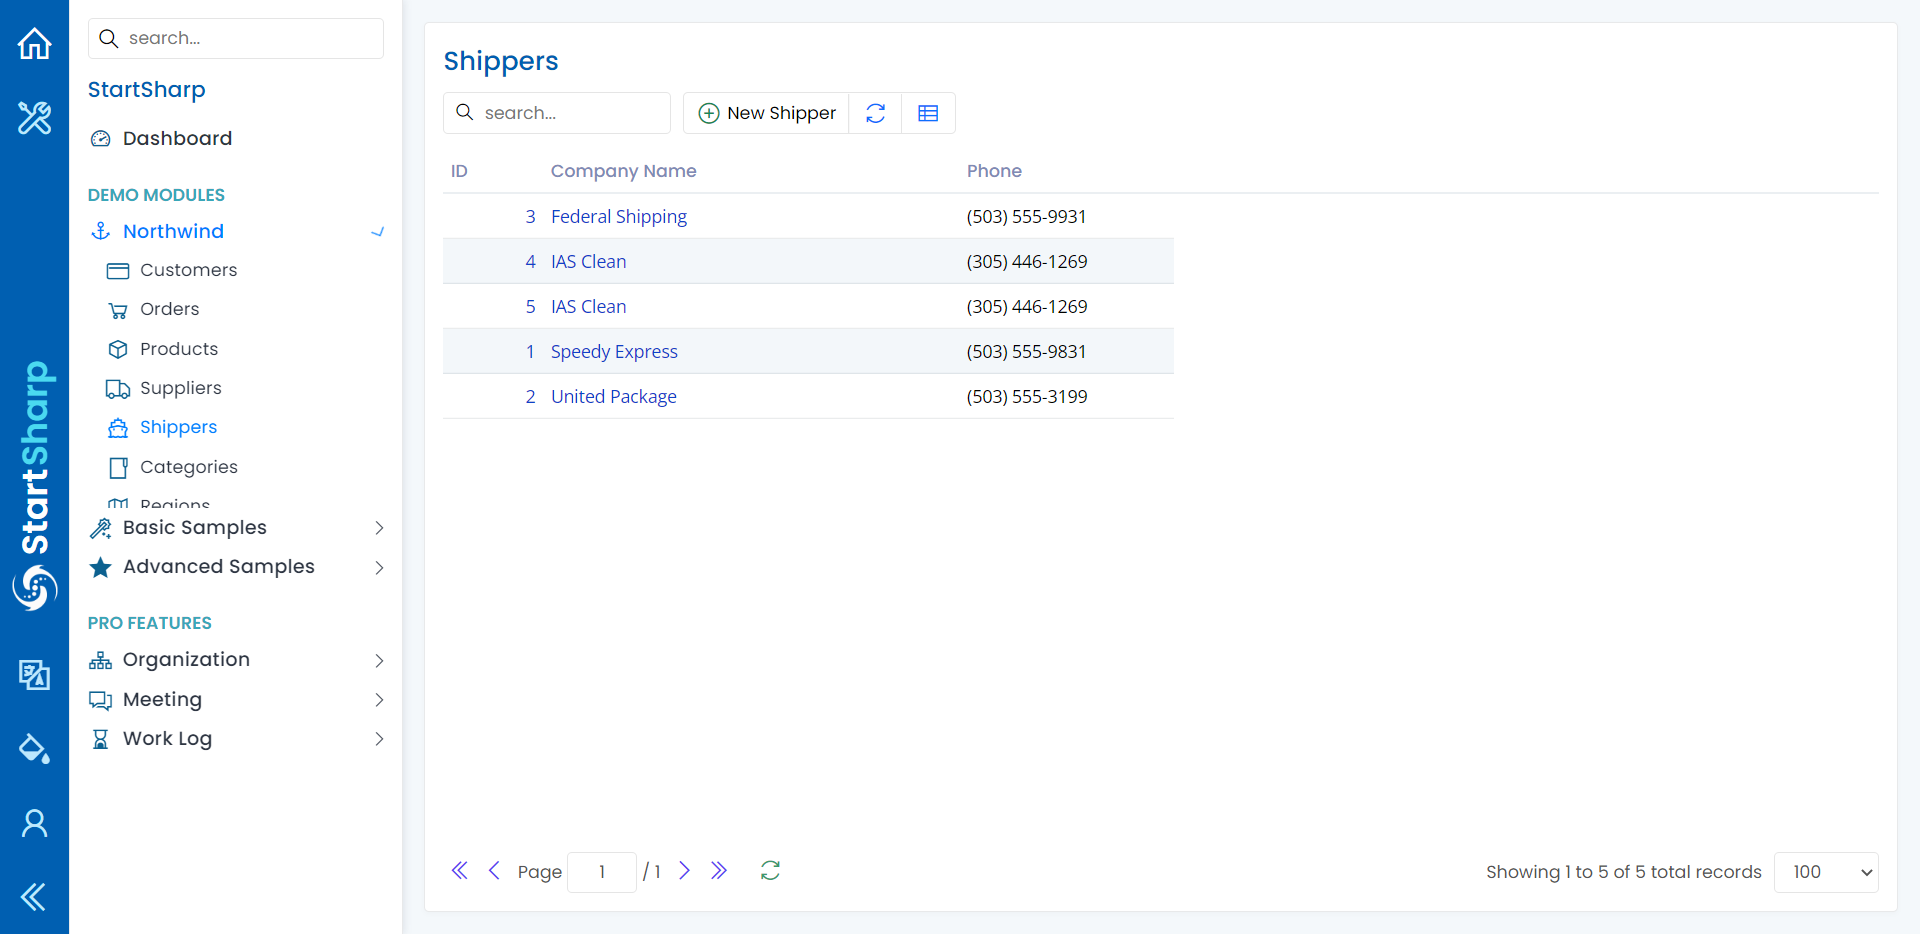 StartSharp
search...
StartSharp
Dashboard
DEMO MODULES
Northwind
Customers
Orders
Products
Suppliers
Shippers
Categories
Regions
Basic Samples
Advanced Samples
PRO FEATURES
Organization
Meeting
Work Log
Shippers
search...
New Shipper
ID Company Name Phone
3 Federal Shipping (503) 555-9931
4 IAS Clean (305) 446-1269
5 IAS Clean (305) 446-1269
1 Speedy Express (503) 555-9831
2 United Package (503) 555-3199
Page 1 / 1
Showing 1 to 5 of 5 total records 100